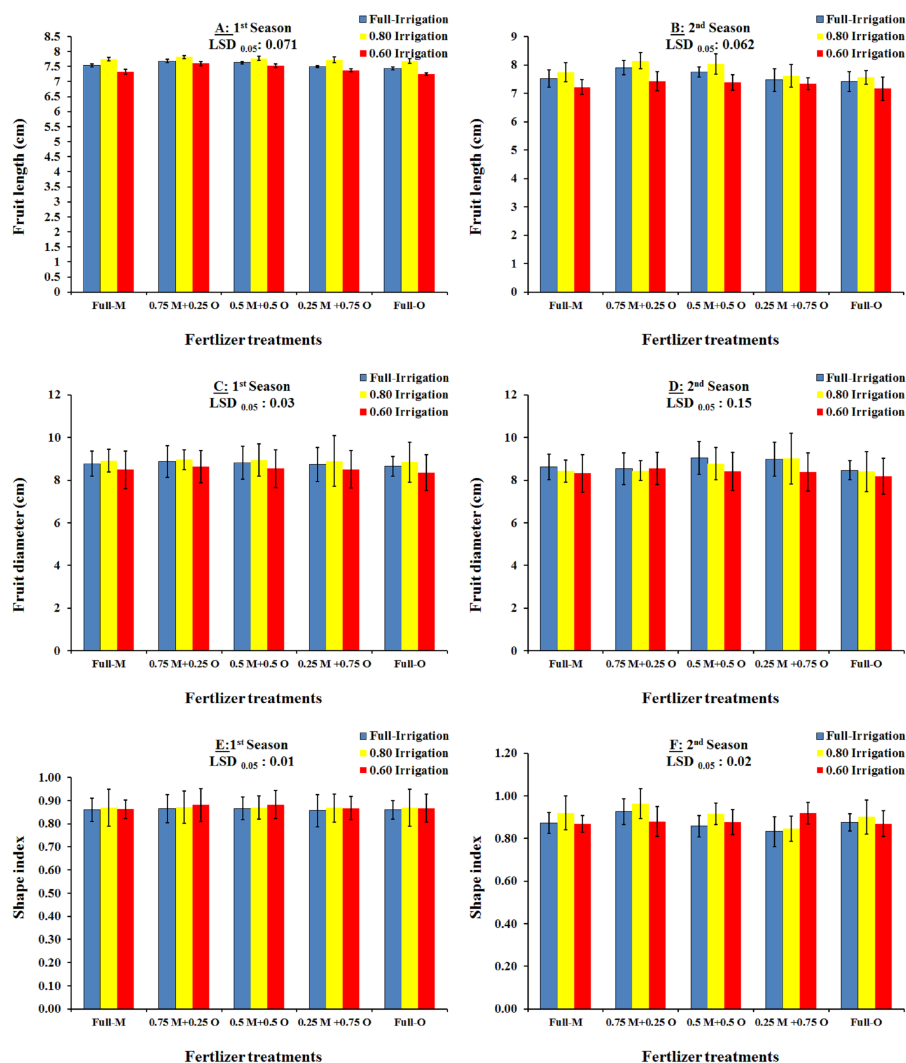 A: 1st Season
LSD 0.05: 0.071
Full-Irrigation
0.80 Irrigation
0.60 Irrigation
Fruit length (cm)
8.5
8
7.5
7
6.5
6
5.5
5
4.5
4
3.5
3
2.5
2
1.5
1
0.5
0
Full-M
0.75 M+0.25 O
0.5 M+0.5 O
0.25 M+0.75 O
Full-O
Fertlizer treatments
B: 2nd Season
LSD 0.05: 0.062
Full-Irrigation
0.80 Irrigation
0.60 Irrigation
Fruit length (cm)
9
8
7
6
5
4
3
2
1
0
Full-M
0.75 M+0.25 O
0.5 M+0.5 O
0.25 M +0.75 O
Full-O
Fertlizer treatments
C: 1st Season
LSD 0.05 : 0.03
Full-Irrigation
0.80 Irrigation
0.60 Irrigation
Fruit diameter (cm)
12
10
8
6
4
2
0
Full-M
0.75 M+0.25 O
0.5 M+0.5 O
0.25 M +0.75 O
Full-O
Fertlizer treatments
D: 2nd Season
LSD 0.05 : 0.15
Full-Irrigation
0.80 Irrigation
0.60 Irrigation
Fruit diameter (cm)
12
10
8
6
4
2
0
Full-M
0.75 M+0.25 O
0.5 M+0.5 O
0.25 M +0.75 O
Full-O
Fertlizer treatments
E:1st Season
LSD 0.05 : 0.01
Full-Irrigation
0.80 Irrigation
0.60 Irrigation
Shape index
1.00
0.90
0.80
0.70
0.60
0.50
0.40
0.30
0.20
0.10
0.00
Full-M
0.75 M+0.25 O
0.5 M+0.5 O
0.25 M+0.75 O
Full-O
Fertlizer treatments
F: 2nd Season
LSD 0.05 : 0.02
Full-Irrigation
0.80 Irrigation
0.60 Irrigation
Shape index
1.20
1.00
0.80
0.60
0.40
0.20
0.00
Full-M
0.75 M+0.25 O
0.5 M+0.5 O
0.25 M +0.75 O
Full-O
Fertlizer treatments